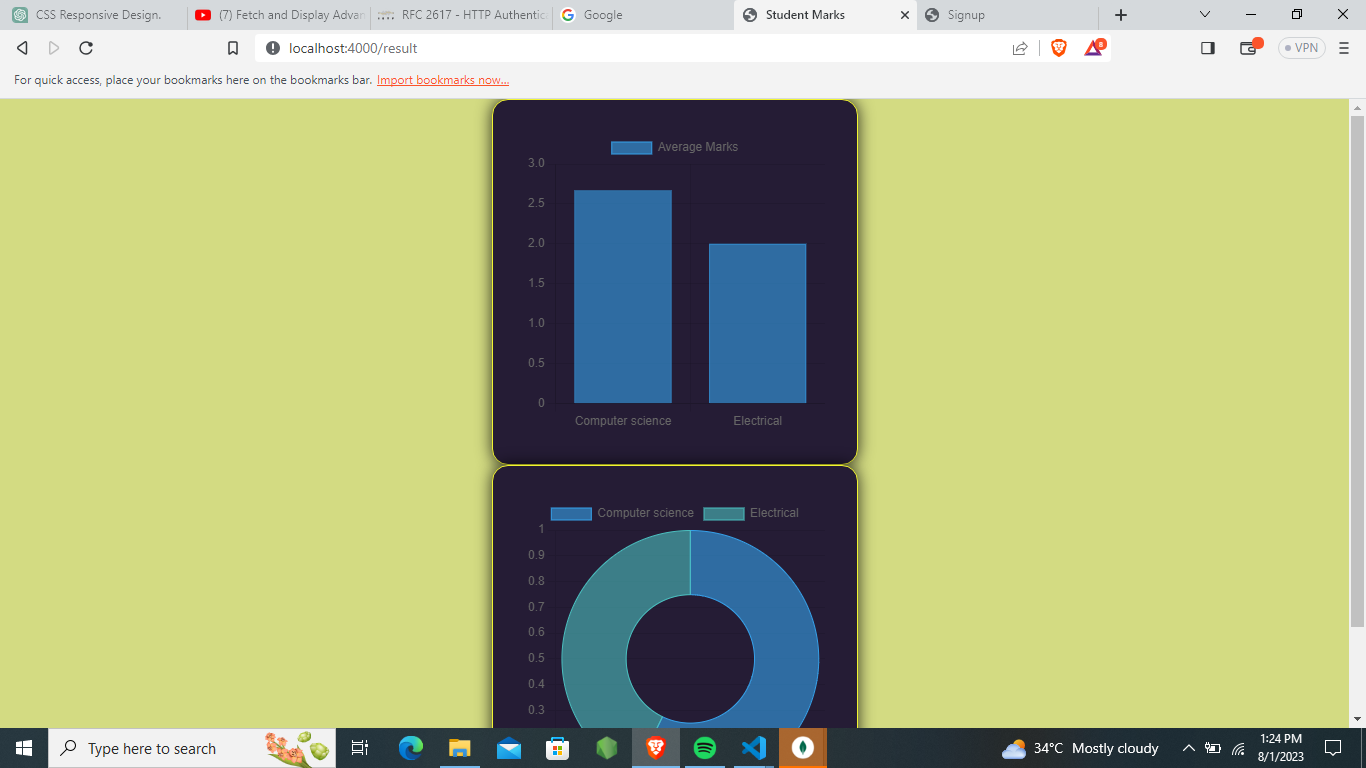 CSS Responsive Design.
(7) Fetch and Display Advan
RFC 2617 - HTTP Authentic
Google
Student Marks
Signup
localhost:4000/result
8
VPN
For quick access, place your bookmarks here on the bookmarks bar. Import bookmarks now...
Average Marks
3.0
2.5
2.0
1.5
1.0
0.5
0
Computer science Electrical
Computer science Electrical
1
0.9
0.8
0.7
0.6
0.5
0.4
0.3
Type here to search
34°C Mostly cloudy
1:24 PM
8/1/2023